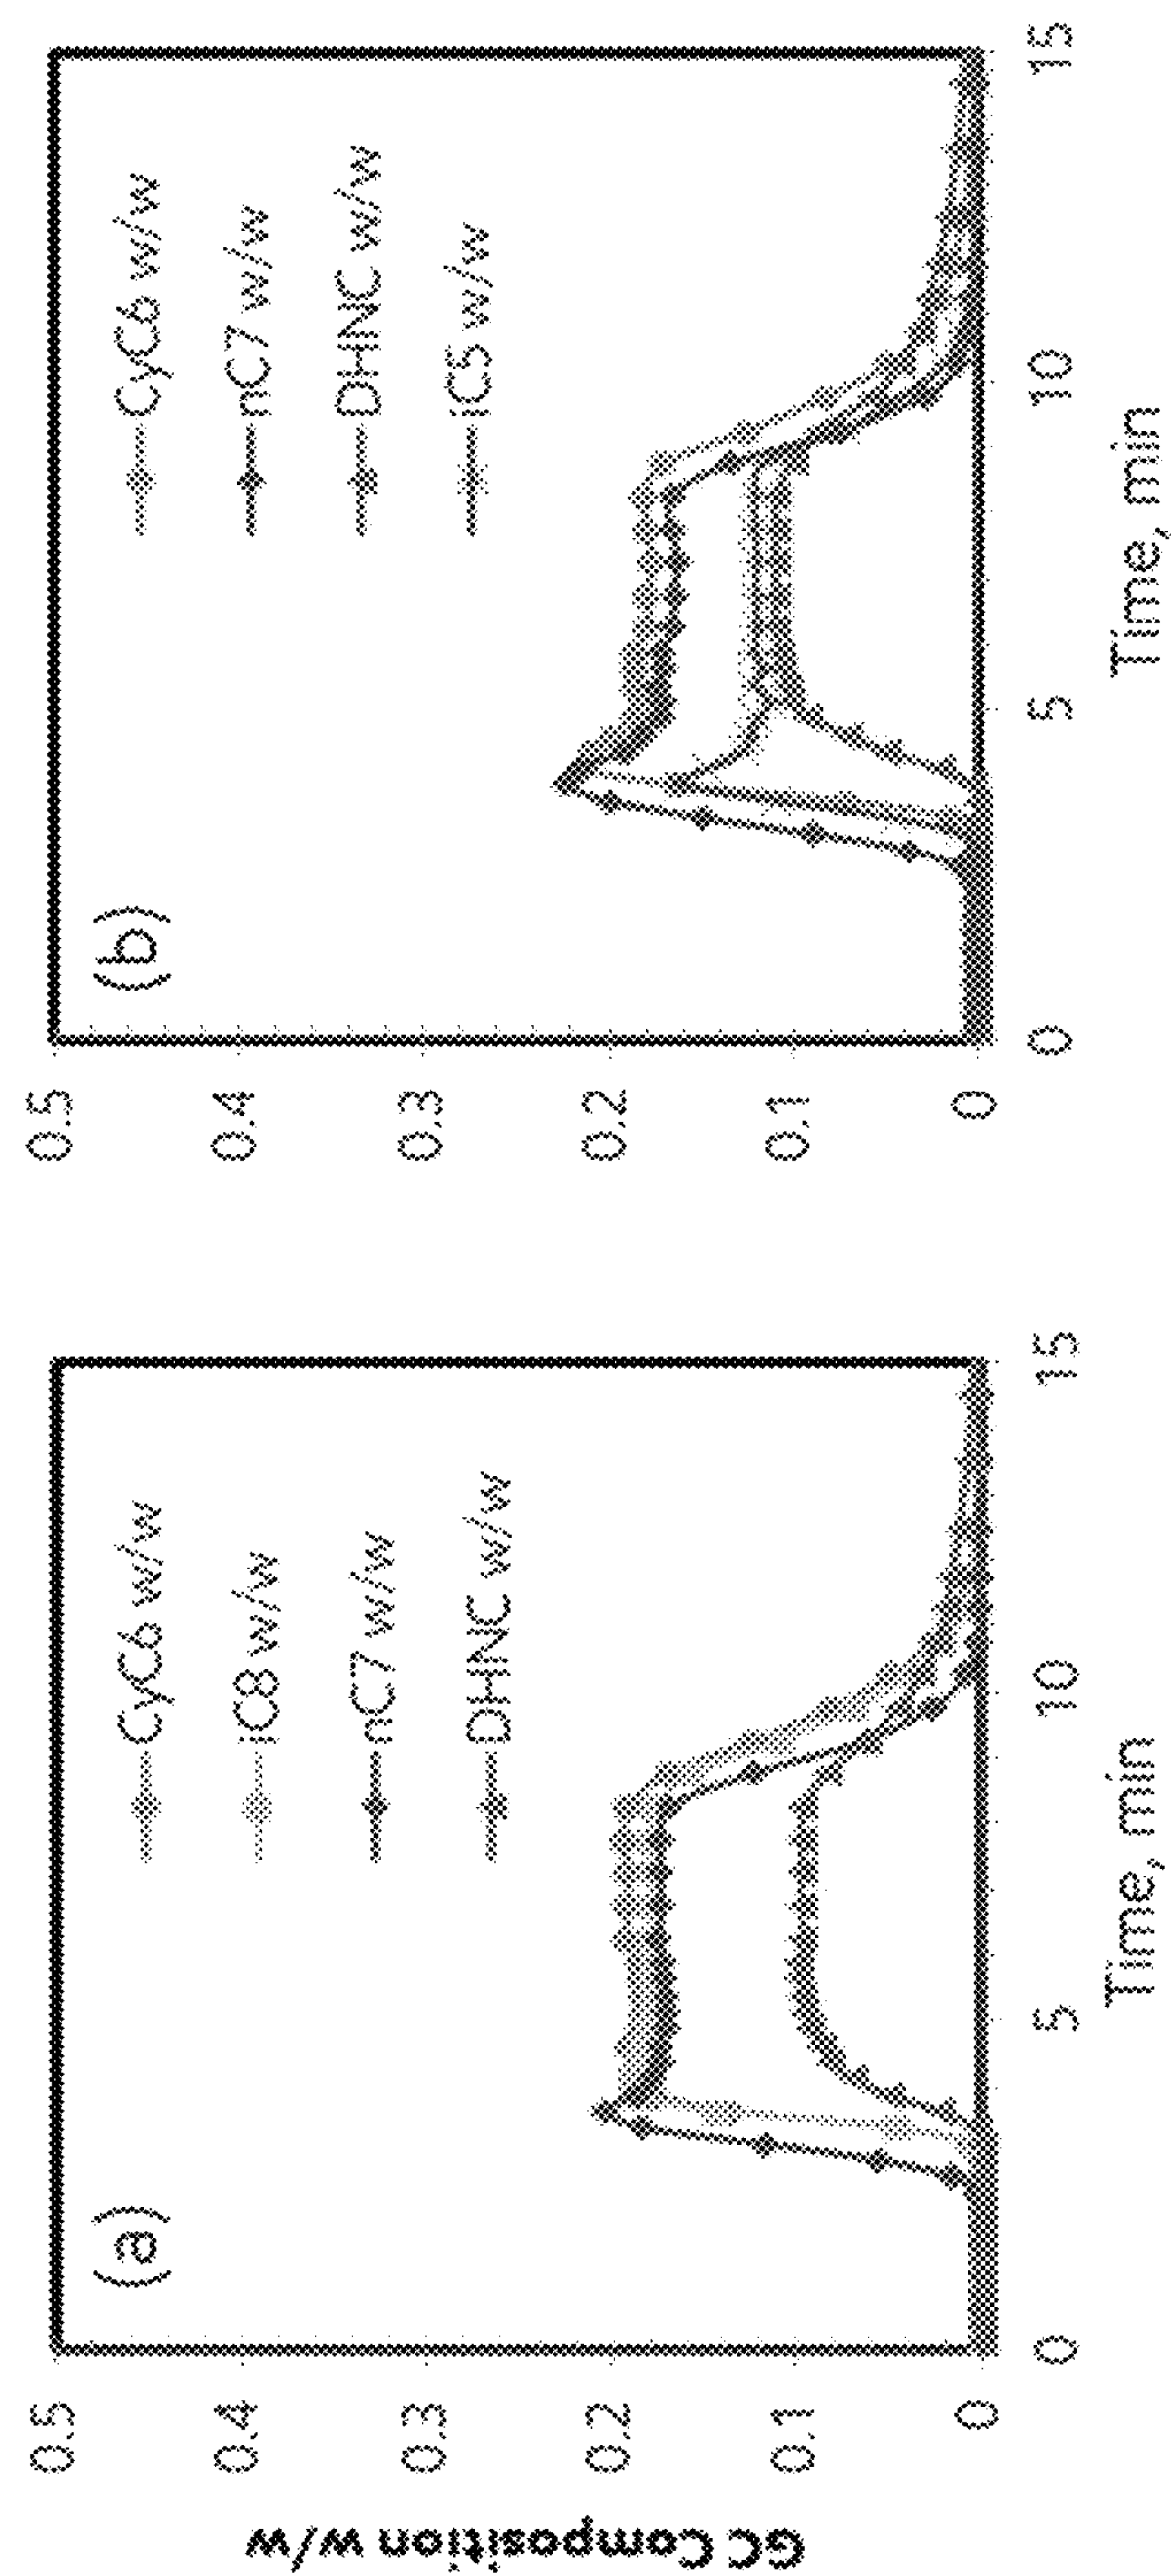 GC Composition w/w
(a)
0.5
0.4
0.3
0.2
0.1
0
CyC6 w/w
iC8 w/w
nC7 w/w
DHNC w/w
0
5
10
15
Time, min
(b)
0.5
0.4
0.3
0.2
0.1
0
CyC6 w/w
nC7 w/w
DHNC w/w
iC5 w/w
0
5
10
15
Time, min